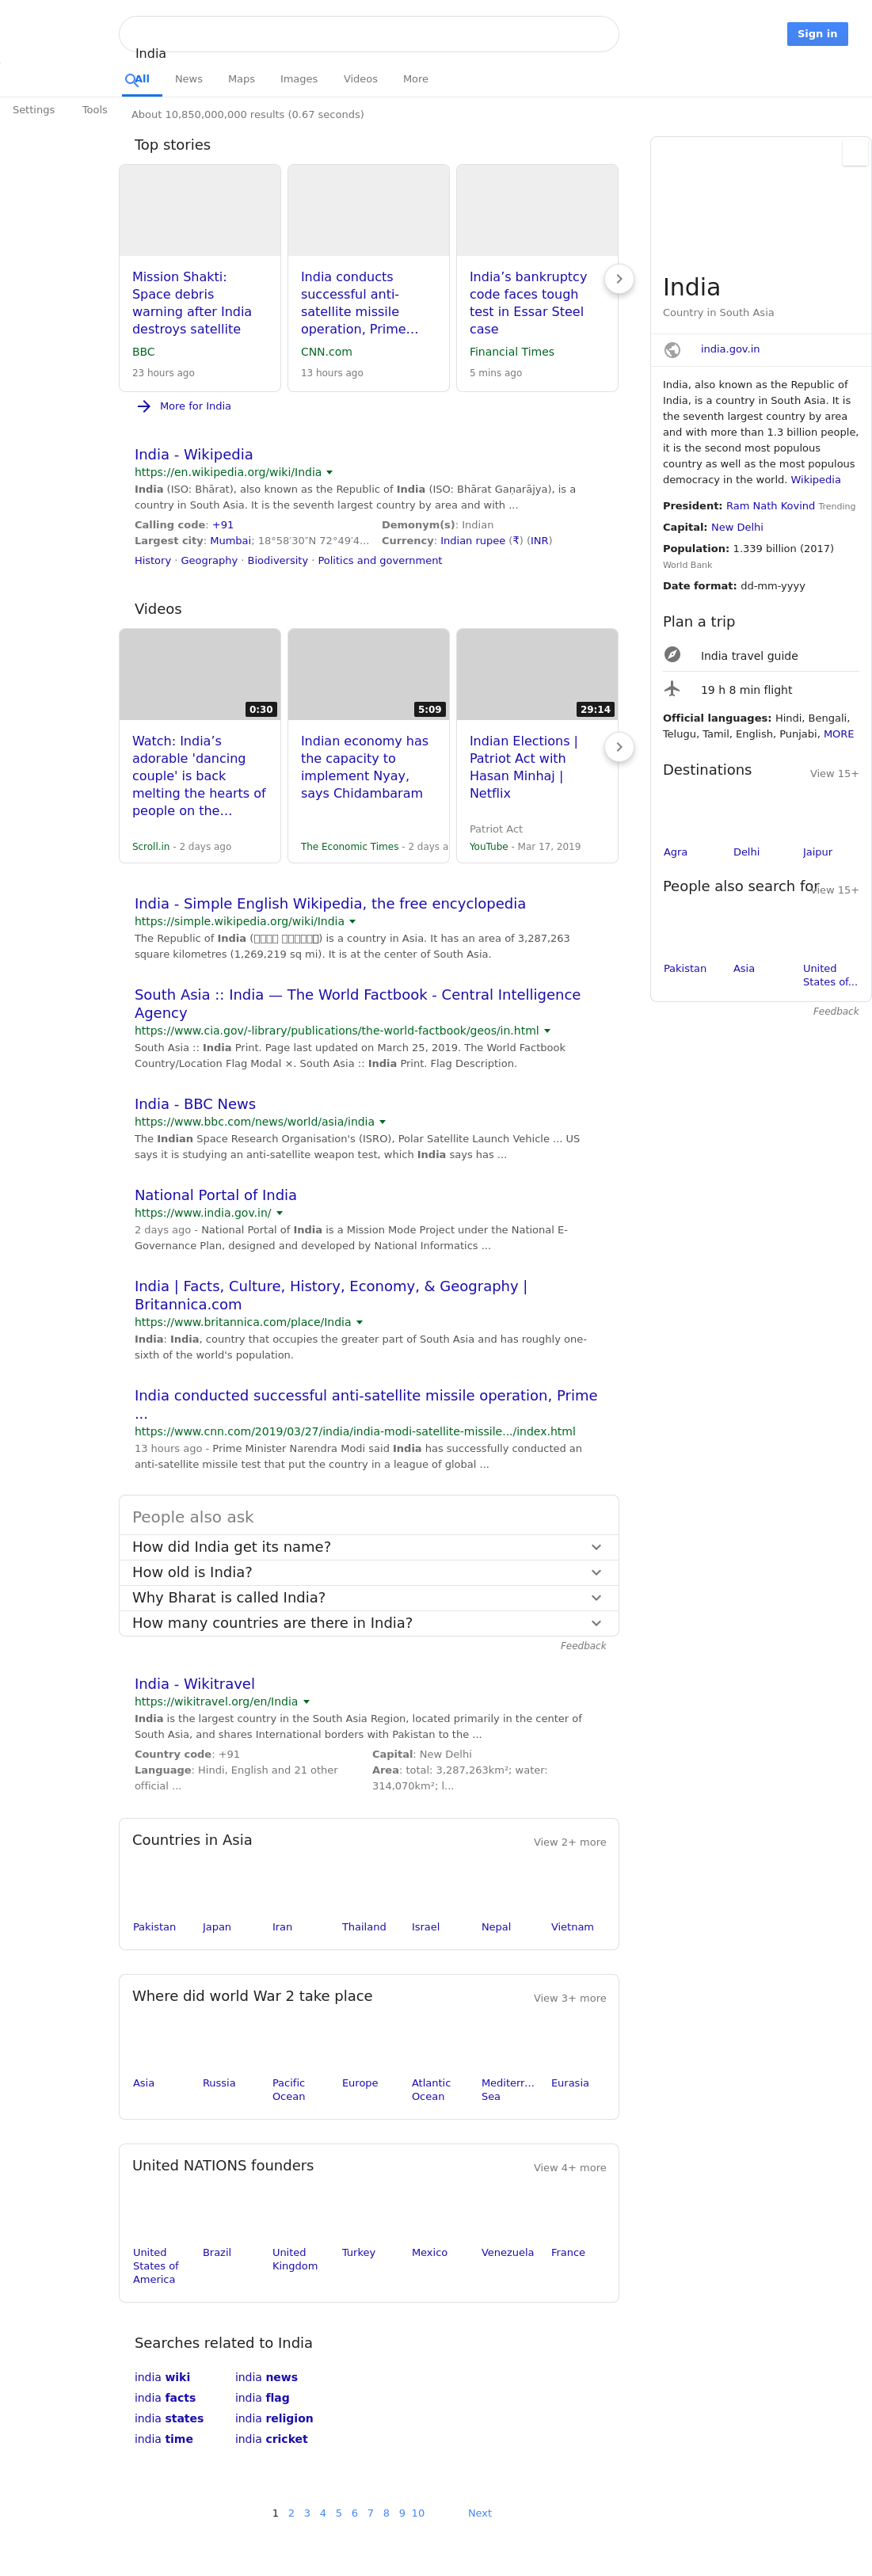 India
Sign in
All News Maps Images Videos More
Settings Tools
About 10,850,000,000 results (0.67 seconds)
Top stories
Mission Shakti:
Space debris
warning after India
destroys satellite
BBC
23 hours ago
India conducts
successful anti-
satellite missile
operation, Prime…
CNN.com
13 hours ago
India’s bankruptcy
code faces tough
test in Essar Steel
case
Financial Times
5 mins ago
More for India
India - Wikipedia
https://en.wikipedia.org/wiki/India
India (ISO: Bhārat), also known as the Republic of India (ISO: Bhārat Gaṇarājya), is a
country in South Asia. It is the seventh largest country by area and with ...
Calling code: +91 Demonym(s): Indian
Largest city: Mumbai; 18°58′30″N 72°49′4... Currency: Indian rupee (₹) (INR)
History · Geography · Biodiversity · Politics and government
Videos
0:30
Watch: India’s
adorable 'dancing
couple' is back
melting the hearts of
people on the…
Scroll.in - 2 days ago
5:09
Indian economy has
the capacity to
implement Nyay,
says Chidambaram
The Economic Times - 2 days a
29:14
Indian Elections |
Patriot Act with
Hasan Minhaj |
Netflix
Patriot Act
YouTube - Mar 17, 2019
India - Simple English Wikipedia, the free encyclopedia
https://simple.wikipedia.org/wiki/India
The Republic of India () is a country in Asia. It has an area of 3,287,263
square kilometres (1,269,219 sq mi). It is at the center of South Asia.
South Asia :: India — The World Factbook - Central Intelligence
Agency
https://www.cia.gov/-library/publications/the-world-factbook/geos/in.html
South Asia :: India Print. Page last updated on March 25, 2019. The World Factbook
Country/Location Flag Modal ×. South Asia :: India Print. Flag Description.
India - BBC News
https://www.bbc.com/news/world/asia/india
The Indian Space Research Organisation's (ISRO), Polar Satellite Launch Vehicle ... US
says it is studying an anti-satellite weapon test, which India says has ...
National Portal of India
https://www.india.gov.in/
2 days ago - National Portal of India is a Mission Mode Project under the National E-
Governance Plan, designed and developed by National Informatics ...
India | Facts, Culture, History, Economy, & Geography |
Britannica.com
https://www.britannica.com/place/India
India: India, country that occupies the greater part of South Asia and has roughly one-
sixth of the world's population.
India conducted successful anti-satellite missile operation, Prime
...
https://www.cnn.com/2019/03/27/india/india-modi-satellite-missile.../index.html
13 hours ago - Prime Minister Narendra Modi said India has successfully conducted an
anti-satellite missile test that put the country in a league of global ...
People also ask
How did India get its name?
How old is India?
Why Bharat is called India?
How many countries are there in India?
Feedback
India - Wikitravel
https://wikitravel.org/en/India
India is the largest country in the South Asia Region, located primarily in the center of
South Asia, and shares International borders with Pakistan to the ...
Country code: +91 Capital: New Delhi
Language: Hindi, English and 21 other Area: total: 3,287,263km²; water:
official ... 314,070km²; l...
Countries in Asia View 2+ more
Pakistan Japan Iran Thailand Israel Nepal Vietnam
Where did world War 2 take place View 3+ more
Asia Russia Pacific Europe Atlantic Mediterr… Eurasia
Ocean Ocean Sea
United NATIONS founders View 4+ more
United Brazil United Turkey Mexico Venezuela France
States of Kingdom
America
Searches related to India
india wiki india news
india facts india flag
india states india religion
india time india cricket
1 2 3 4 5 6 7 8 9 10 Next
India
Country in South Asia
india.gov.in
India, also known as the Republic of
India, is a country in South Asia. It is
the seventh largest country by area
and with more than 1.3 billion people,
it is the second most populous
country as well as the most populous
democracy in the world. Wikipedia
President: Ram Nath Kovind Trending
Capital: New Delhi
Population: 1.339 billion (2017)
World Bank
Date format: dd-mm-yyyy
Plan a trip
India travel guide
19 h 8 min flight
Official languages: Hindi, Bengali,
Telugu, Tamil, English, Punjabi, MORE
Destinations View 15+
Agra Delhi Jaipur
People also search for View 15+
Pakistan Asia United
States of...
Feedback